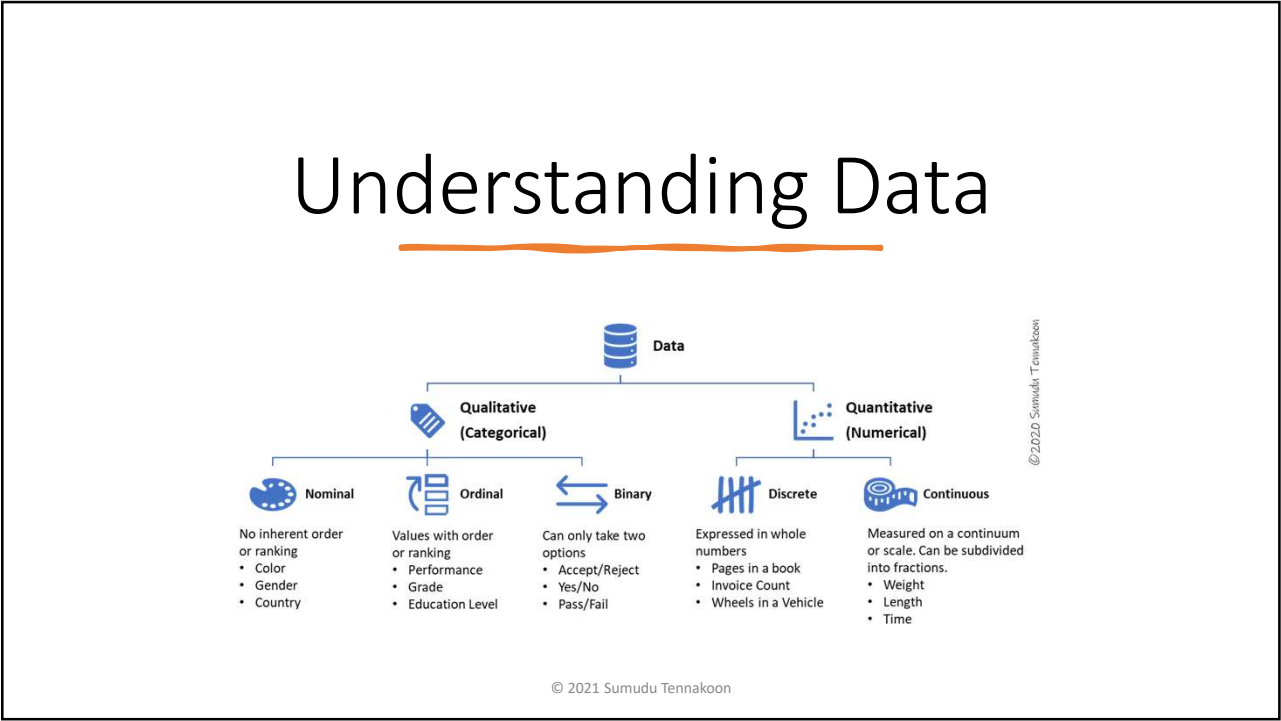 Understanding Data
Data
©2020 Sumudu Tennakoon
Qualitative
(Categorical)
Quantitative
(Numerical)
Nominal
No inherent order
or ranking
• Color
• Gender
• Country
Ordinal
Values with order
or ranking
• Performance
• Grade
• Education Level
Binary
Can only take two
options
• Accept/Reject
• Yes/No
• Pass/Fail
Discrete
Expressed in whole
numbers
• Pages in a book
• Invoice Count
• Wheels in a Vehicle
Continuous
Measured on a continuum
or scale. Can be subdivided
into fractions.
• Weight
• Length
• Time
© 2021 Sumudu Tennakoon